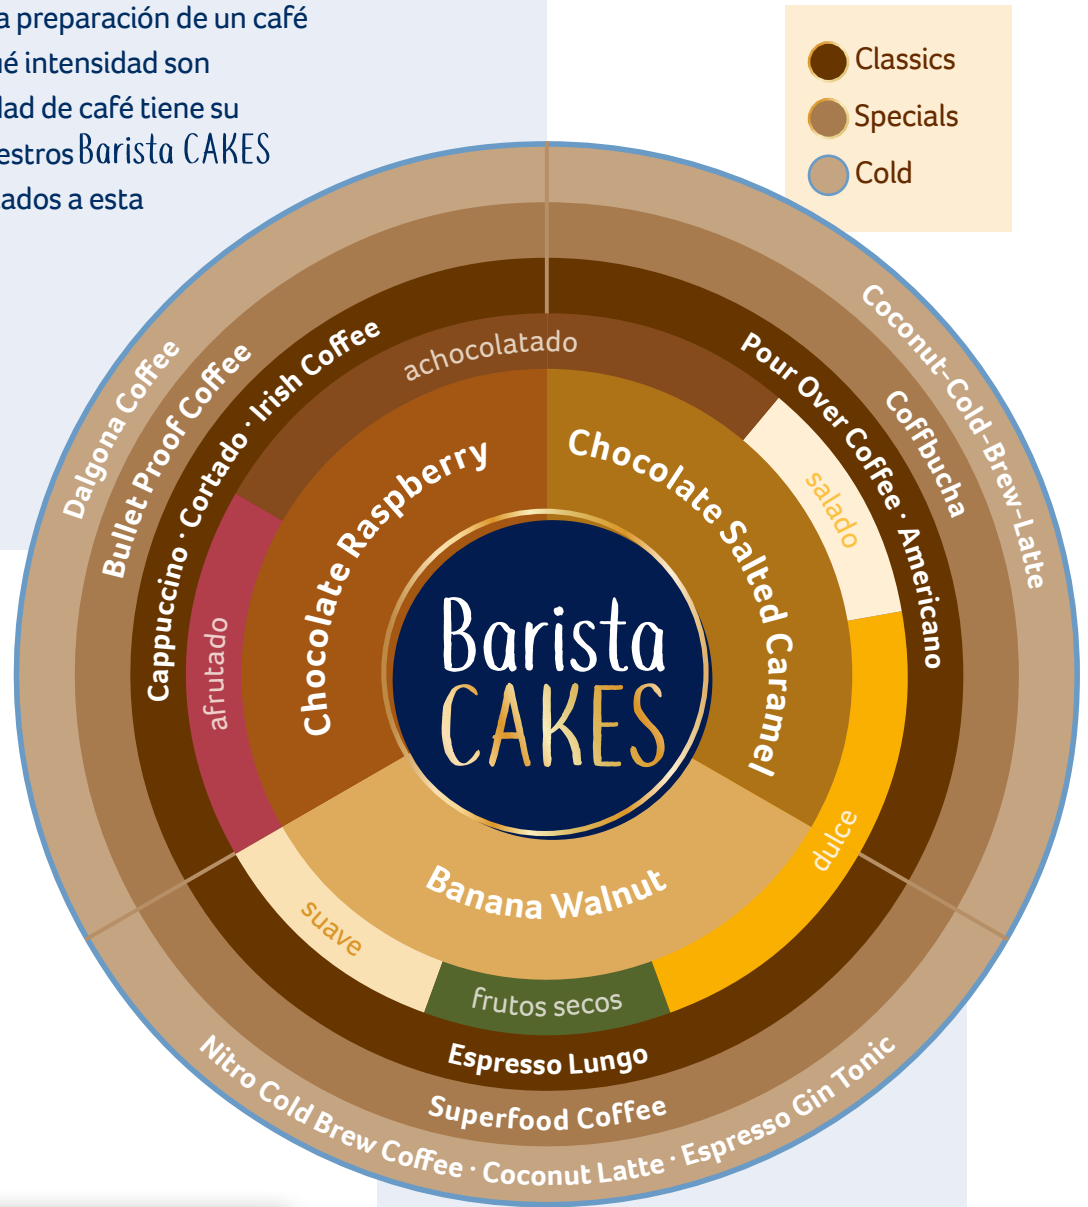 a preparación de un café
é intensidad son
dad de café tiene su
estros Barista CAKES
ados a esta
Classics
Specials
Cold
Dalgona Coffee
Bullet Proof Coffee
Cappuccino · Cortado · Irish Coffee
achocolatado
afrutado
Chocolate Raspberry
Coconut-Cold-Brew-Latte
Coffbucha
Pour Over Coffee · Americano
salado
Chocolate Salted Caramel
dulce
Barista
CAKES
Banana Walnut
suave
frutos secos
Espresso Lungo
Superfood Coffee
Nitro Cold Brew Coffee · Coconut Latte · Espresso Gin Tonic